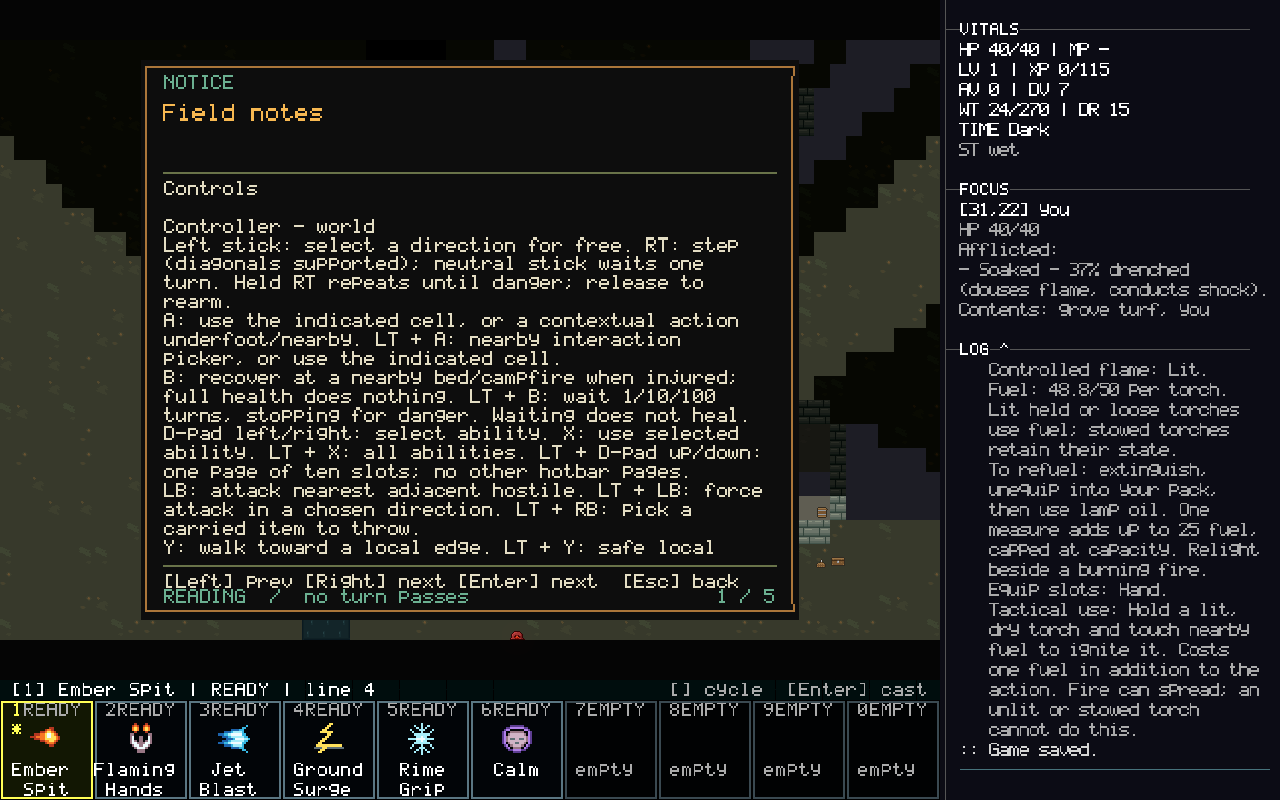 NOTICE
Field notes
Controls
Controller - world
Left stick: select a direction for free. RT: step
(diagonals supported); neutral stick waits one
turn. Held RT repeats until danger; release to
rearm.
A: use the indicated cell, or a contextual action
underfoot/nearby. LT + A: nearby interaction
picker, or use the indicated cell.
B: recover at a nearby bed/campfire when injured;
full health does nothing. LT + B: wait 1/10/100
turns, stopping for danger. Waiting does not heal.
D-Pad left/right: select ability. X: use selected
ability. LT + X: all abilities. LT + D-Pad up/down:
one page of ten slots; no other hotbar pages.
LB: attack nearest adjacent hostile. LT + LB: force
attack in a chosen direction. LT + RB: pick a
carried item to throw.
Y: walk toward a local edge. LT + Y: safe local
[Left] prev [Right] next [Enter] next [Esc] back
READING / no turn passes 1 / 5
[1] Ember Spit | READY | line 4 [] cycle [Enter] cast
1READY 2READY 3READY 4READY 5READY 6READY 7EMPTY 8EMPTY 9EMPTY 0EMPTY
*
Ember Flaming Jet Ground Rime Calm empty empty empty empty
Spit Hands Blast Surge Grip
VITALS
HP 40/40 | MP -
LV 1 | XP 0/115
AV 0 | DV 7
WT 24/270 | DR 15
TIME Dark
ST wet
FOCUS
[31,22] You
HP 40/40
Afflicted:
- Soaked - 37% drenched
(douses flame, conducts shock).
Contents: grove turf, you
LOG ^
Controlled flame: Lit.
Fuel: 48.8/50 per torch.
Lit held or loose torches
use fuel; stowed torches
retain their state.
To refuel: extinguish,
unequip into your pack,
then use lamp oil. One
measure adds up to 25 fuel,
capped at capacity. Relight
beside a burning fire.
Equip slots: Hand.
Tactical use: Hold a lit,
dry torch and touch nearby
fuel to ignite it. Costs
one fuel in addition to the
action. Fire can spread; an
unlit or stowed torch
cannot do this.
:: Game saved.